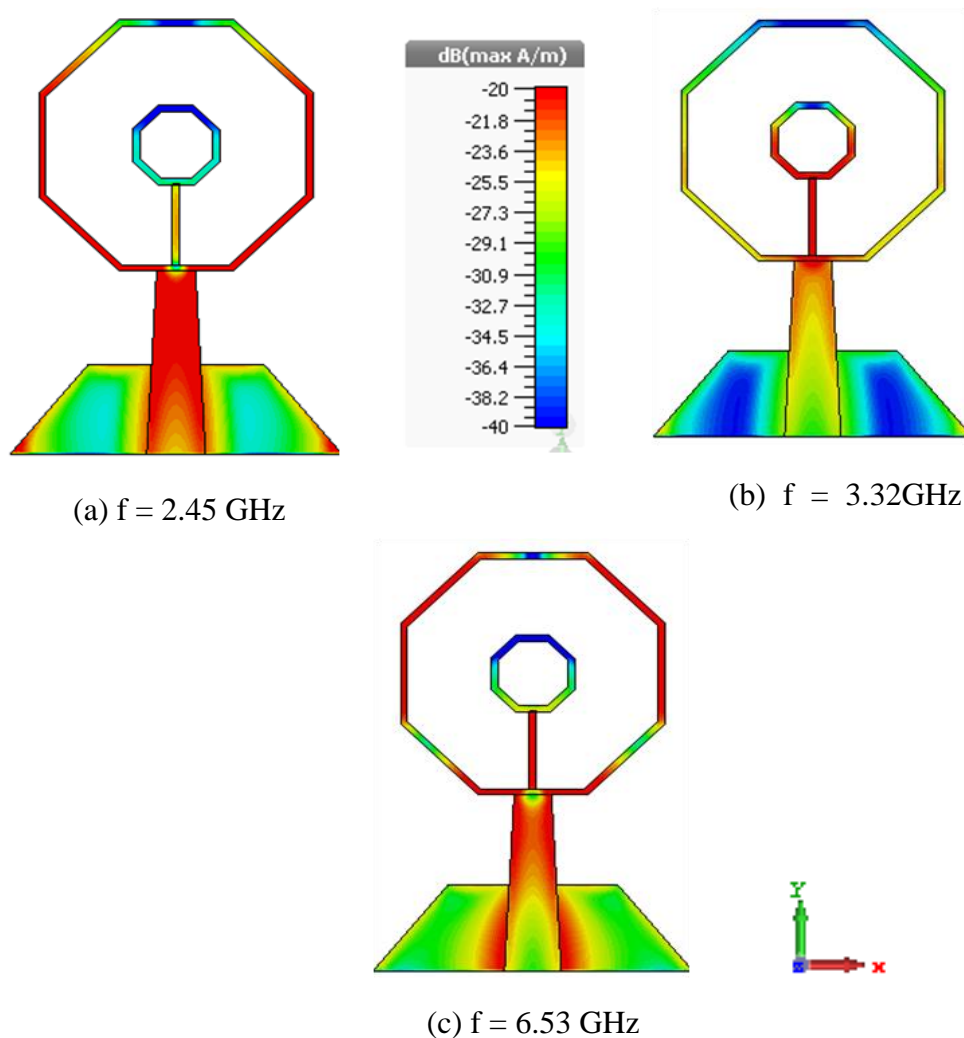 dB(max A/m)
-20
-21.8
-23.6
-25.5
-27.3
-29.1
-30.9
-32.7
-34.5
-36.4
-38.2
-40
(a) f = 2.45 GHz
(b) f = 3.32GHz
Y
z
x
(c) f = 6.53 GHz